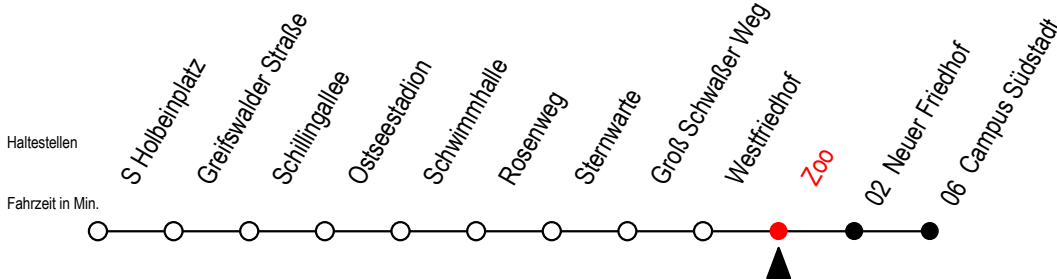 Haltestellen
Fahrzeit in Min.
S Holbeinplatz
Greifswalder Straße
Schillingallee
Ostseestadion
Schwimmhalle
Rosenweg
Sternwarte
Groß Schwaßer Weg
Westfriedhof
Zoo
02 Neuer Friedhof
06 Campus Südstadt